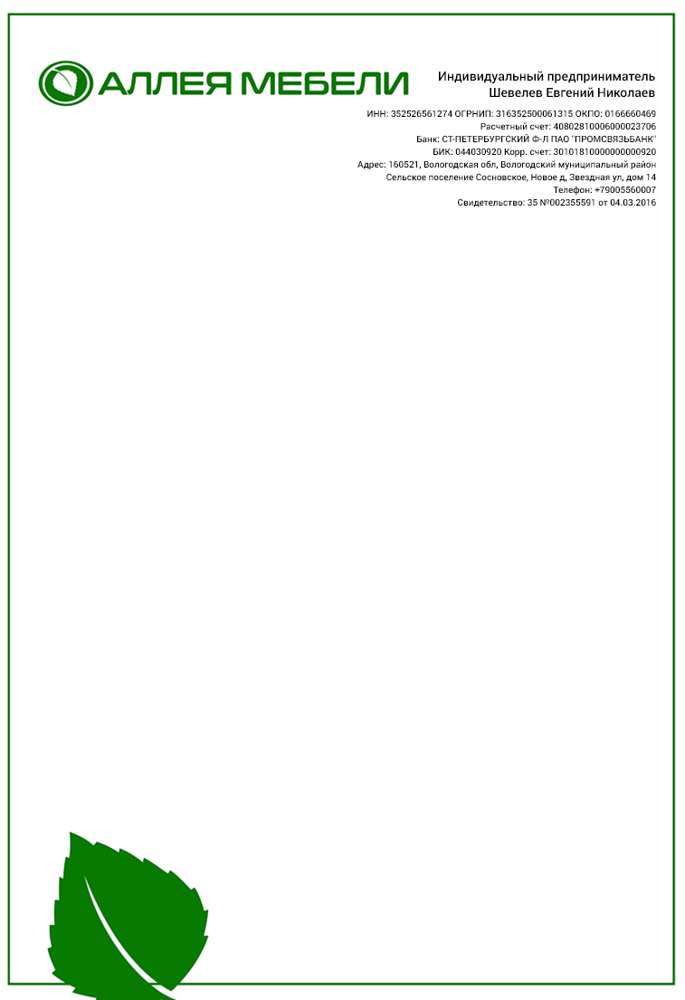 АЛЛЕЯ МЕБЕЛИ
Индивидуальный предприниматель
Шевелев Евгений Николаев
ИНН: 352526561274 ОГРНИП: 316352500061315 ОКПО: 0166660469
Расчетный счет: 40802810006000023706
Банк: СТ-ПЕТЕРБУРГСКИЙ Ф-Л ПАО "ПРОМСВЯЗЬБАНК"
БИК: 044030920 Корр. счет: 30101810000000000920
Адрес: 160521, Вологодская обл, Вологодский муниципальный район
Сельское поселение Сосновское, Новое д, Звездная ул, дом 14
Телефон: +79005560007
Свидетельство: 35 №002355591 от 04.03.2016